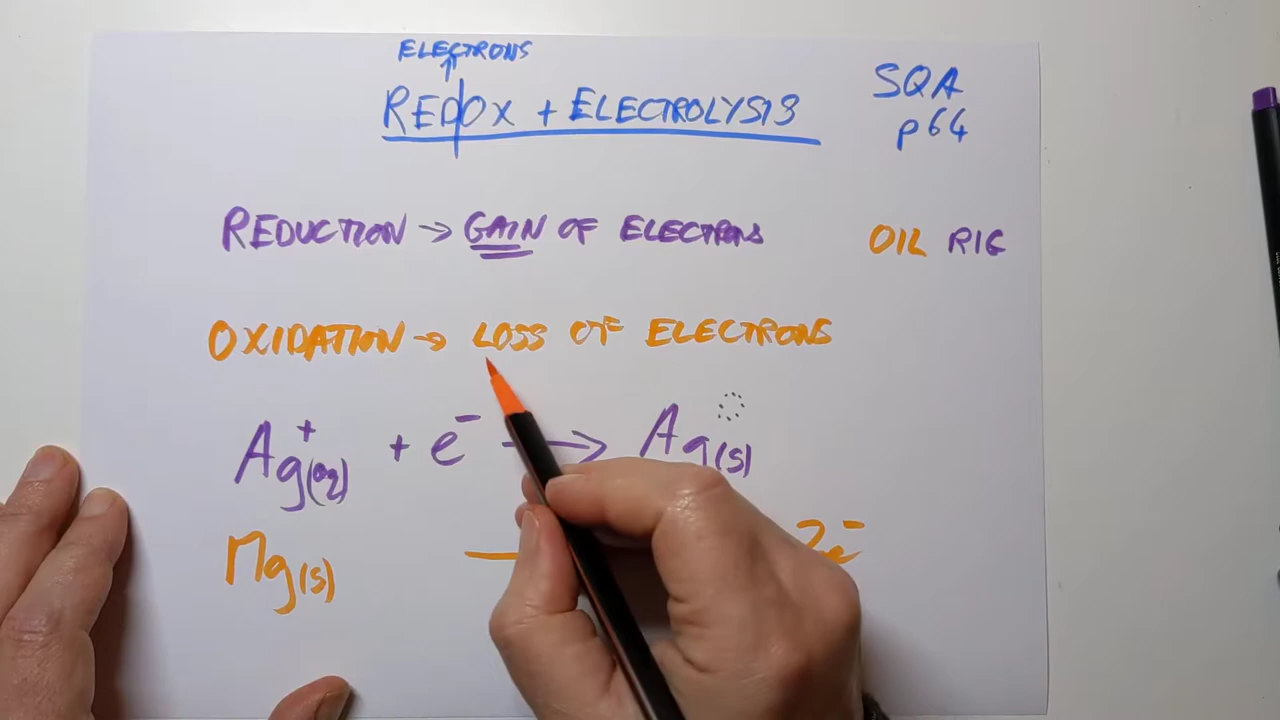 ELECTRONS
↑
REDOX + ELECTROLYSIS
SQA
p64
REDUCTION → GAIN OF ELECTRONS
OIL RIG
OXIDATION → LOSS OF ELECTRONS
Ag⁺(aq) + e⁻ → Ag(s)
Mg(s) 2e⁻